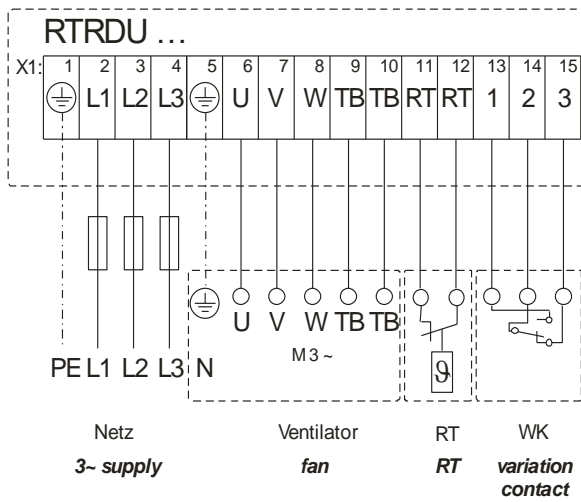 RTRDU ...
X1: 1 2 3 4 5 6 7 8 9 10 11 12 13 14 15
L1 L2 L3 U V W TB TB RT RT 1 2 3
U V W TB TB
M 3 ~
ϑ
PE L1 L2 L3 N
Netz Ventilator RT WK
3~ supply fan RT variation contact